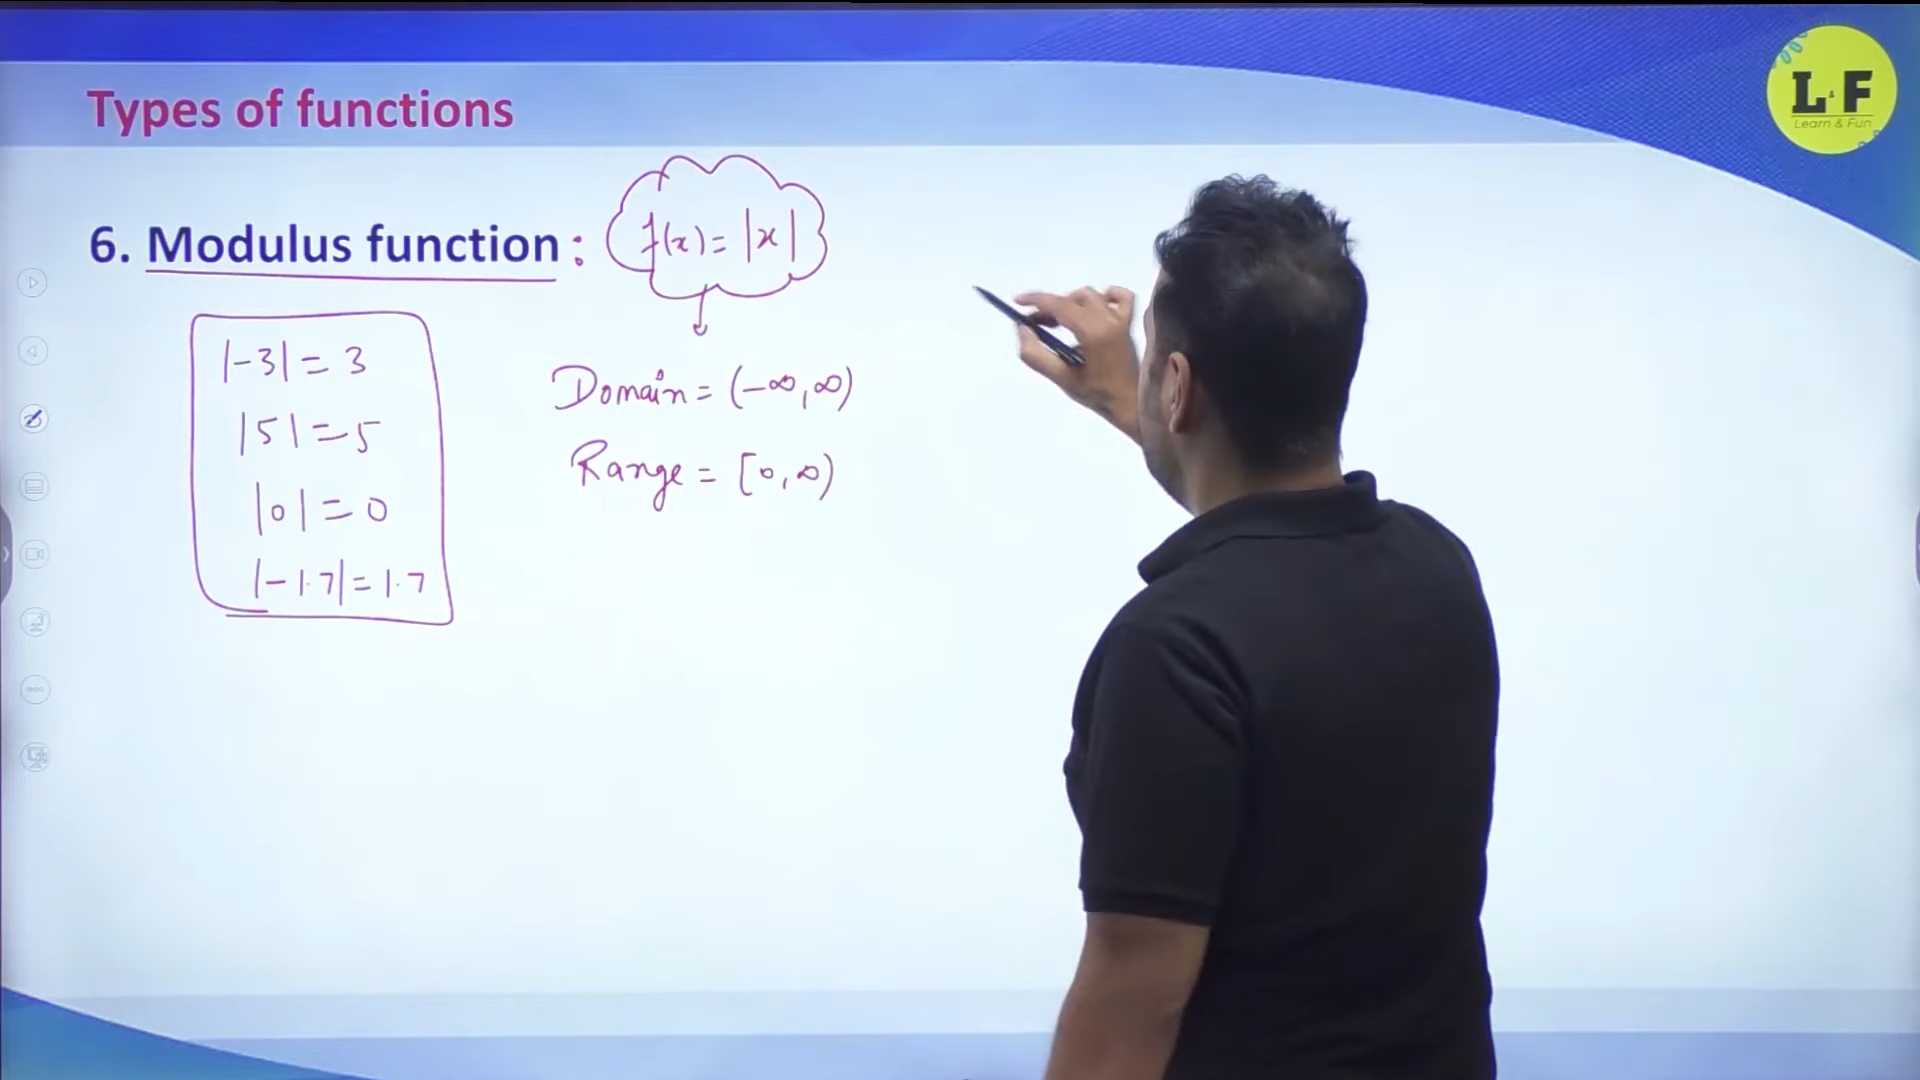 L&F
Learn & Fun
Types of functions
6. Modulus function : f(x) = |x|
|-3| = 3
|5| = 5
|0| = 0
|-1.7| = 1.7
Domain = (-∞, ∞)
Range = [0, ∞)